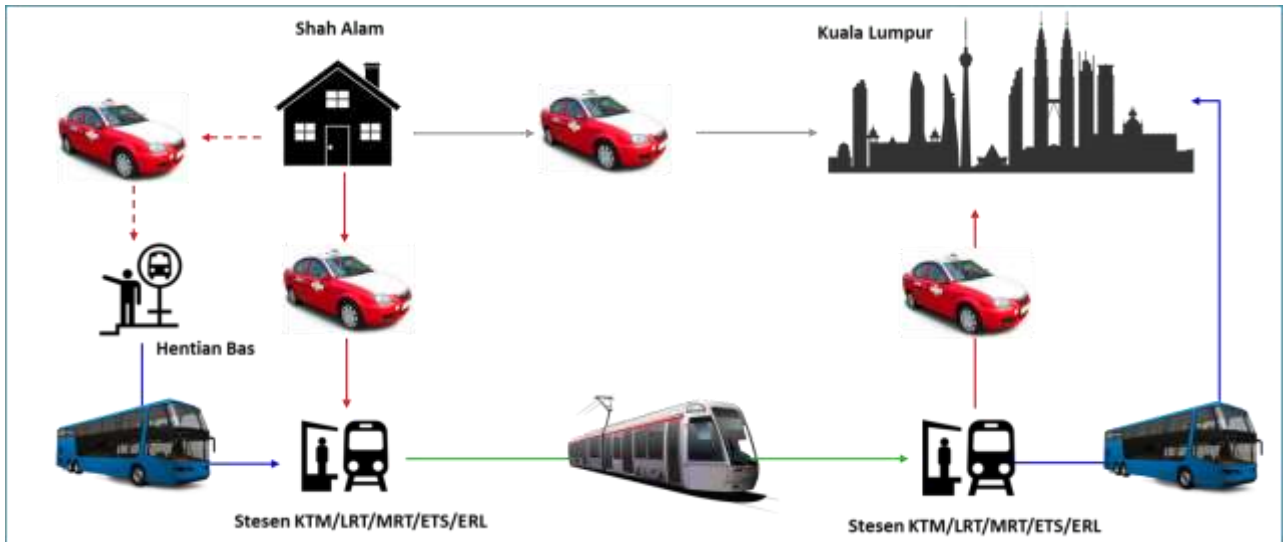 Shah Alam
Kuala Lumpur
Hentian Bas
Stesen KTM/LRT/MRT/ETS/ERL
Stesen KTM/LRT/MRT/ETS/ERL